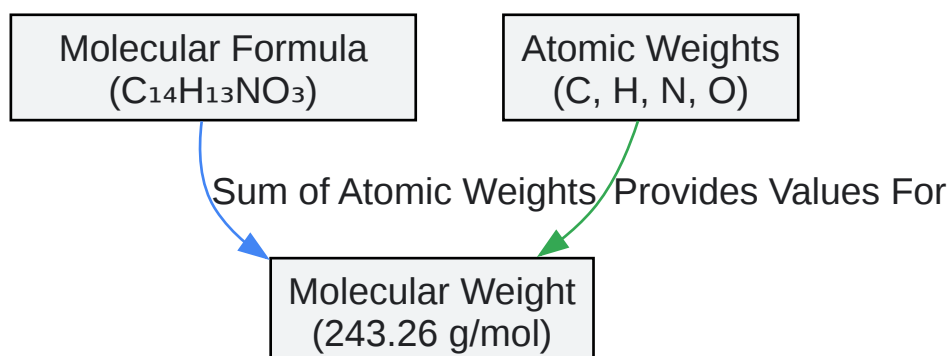 Molecular Formula
(C₁₄H₁₃NO₃)
Atomic Weights
(C, H, N, O)
Sum of Atomic Weights
Provides Values For
Molecular Weight
(243.26 g/mol)